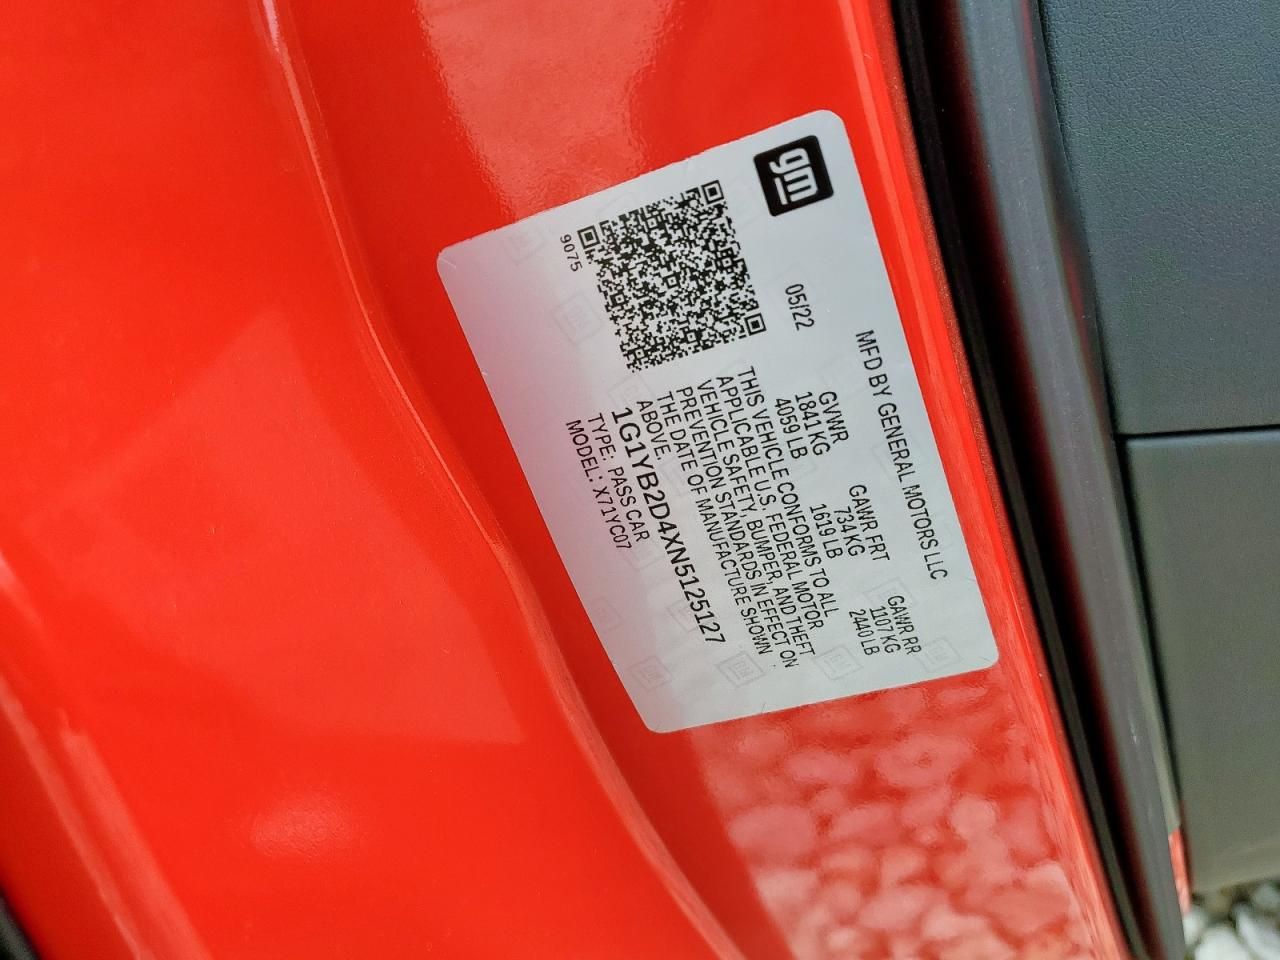 gm
MFD BY GENERAL MOTORS LLC
05/22
GVWR
1841 KG
4059 LB
GAWR FRT
734 KG
1619 LB
GAWR RR
1107 KG
2440 LB
THIS VEHICLE CONFORMS TO ALL
APPLICABLE U.S. FEDERAL MOTOR
VEHICLE SAFETY, BUMPER, AND THEFT
PREVENTION STANDARDS IN EFFECT ON
THE DATE OF MANUFACTURE SHOWN
ABOVE.
1G1YB2D4XN5125127
TYPE: PASS CAR
MODEL: X71YC07
9075